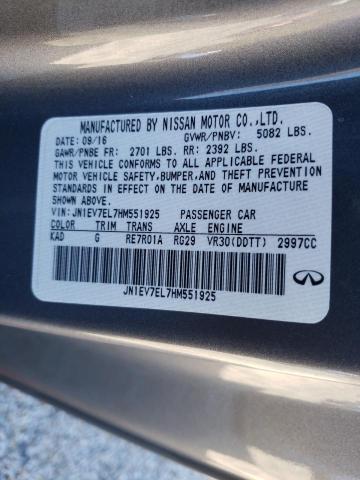 MANUFACTURED BY NISSAN MOTOR CO.,LTD.
DATE: 09/16 GVWR/PNBV: 5082 LBS.
GAWR/PNBE FR: 2701 LBS. RR: 2392 LBS.
THIS VEHICLE CONFORMS TO ALL APPLICABLE FEDERAL
MOTOR VEHICLE SAFETY,BUMPER,AND THEFT PREVENTION
STANDARDS IN EFFECT ON THE DATE OF MANUFACTURE
SHOWN ABOVE.
VIN: JN1EV7EL7HM551925 PASSENGER CAR
COLOR TRIM TRANS AXLE ENGINE
KAD G RE7R01A RG29 VR30(DDTT) 2997CC
JN1EV7EL7HM551925